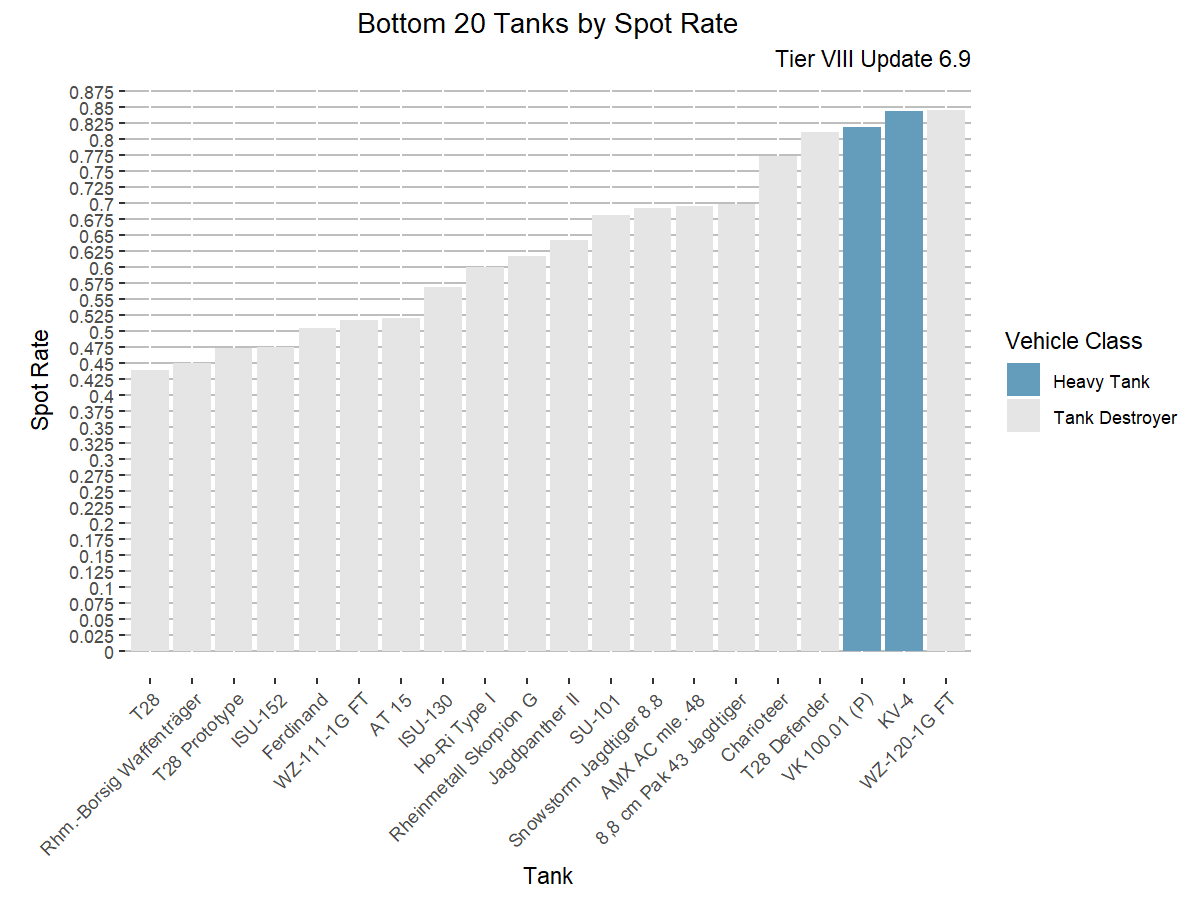 Bottom 20 Tanks by Spot Rate
Tier VIII Update 6.9
0.875
0.85
0.825
0.8
0.775
0.75
0.725
0.7
0.675
0.65
0.625
0.6
0.575
0.55
0.525
0.5
0.475
0.45
0.425
0.4
0.375
0.35
0.325
0.3
0.275
0.25
0.225
0.2
0.175
0.15
0.125
0.1
0.075
0.05
0.025
0
Spot Rate
T28
Rhm.-Borsig Waffenträger
T28 Prototype
ISU-152
Ferdinand
WZ-111-1G FT
AT 15
ISU-130
Ho-Ri Type I
Rheinmetall Skorpion G
Jagdpanther II
SU-101
Snowstorm Jagdtiger 8.8
AMX AC mle. 48
8,8 cm Pak 43 Jagdtiger
Charioteer
T28 Defender
VK 100.01 (P)
KV-4
WZ-120-1G FT
Tank
Vehicle Class
Heavy Tank
Tank Destroyer